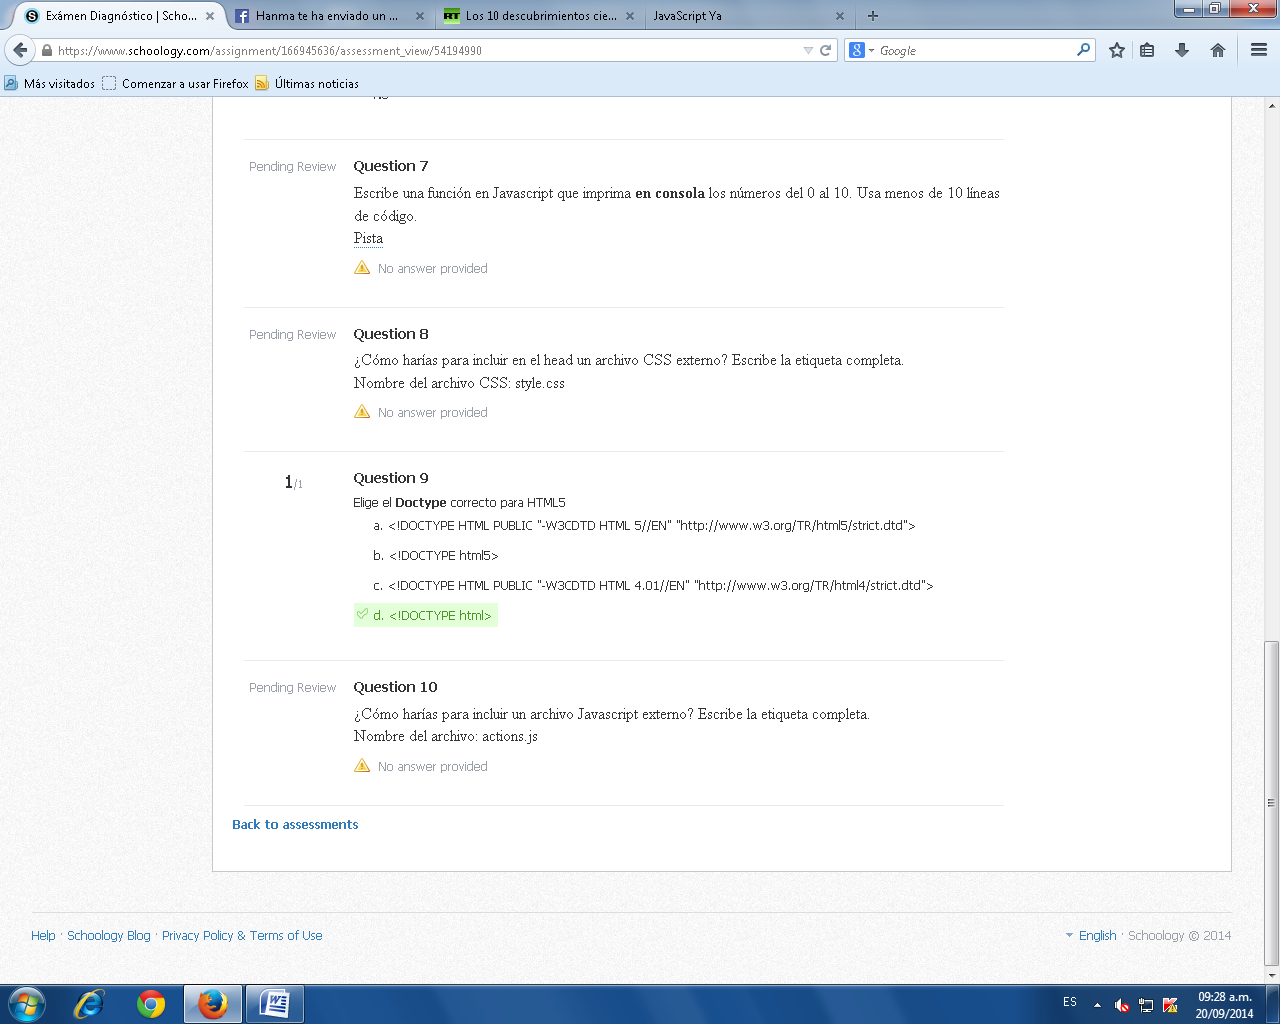 Exámen Diagnóstico | Scho...
Hanma te ha enviado un ...
RT Los 10 descubrimientos cie...
JavaScript Ya
https://www.schoology.com/assignment/166945636/assessment_view/54194990
Google
Más visitados
Comenzar a usar Firefox
Últimas noticias
Pending Review
Question 7
Escribe una función en Javascript que imprima en consola los números del 0 al 10. Usa menos de 10 líneas
de código.
Pista
No answer provided
Pending Review
Question 8
¿Cómo harías para incluir en el head un archivo CSS externo? Escribe la etiqueta completa.
Nombre del archivo CSS: style.css
No answer provided
1/1
Question 9
Elige el Doctype correcto para HTML5
a. <!DOCTYPE HTML PUBLIC "-W3CDTD HTML 5//EN" "http://www.w3.org/TR/html5/strict.dtd">
b. <!DOCTYPE html5>
c. <!DOCTYPE HTML PUBLIC "-W3CDTD HTML 4.01//EN" "http://www.w3.org/TR/html4/strict.dtd">
d. <!DOCTYPE html>
Pending Review
Question 10
¿Cómo harías para incluir un archivo Javascript externo? Escribe la etiqueta completa.
Nombre del archivo: actions.js
No answer provided
Back to assessments
Help · Schoology Blog · Privacy Policy & Terms of Use
English · Schoology © 2014
ES
09:28 a.m.
20/09/2014